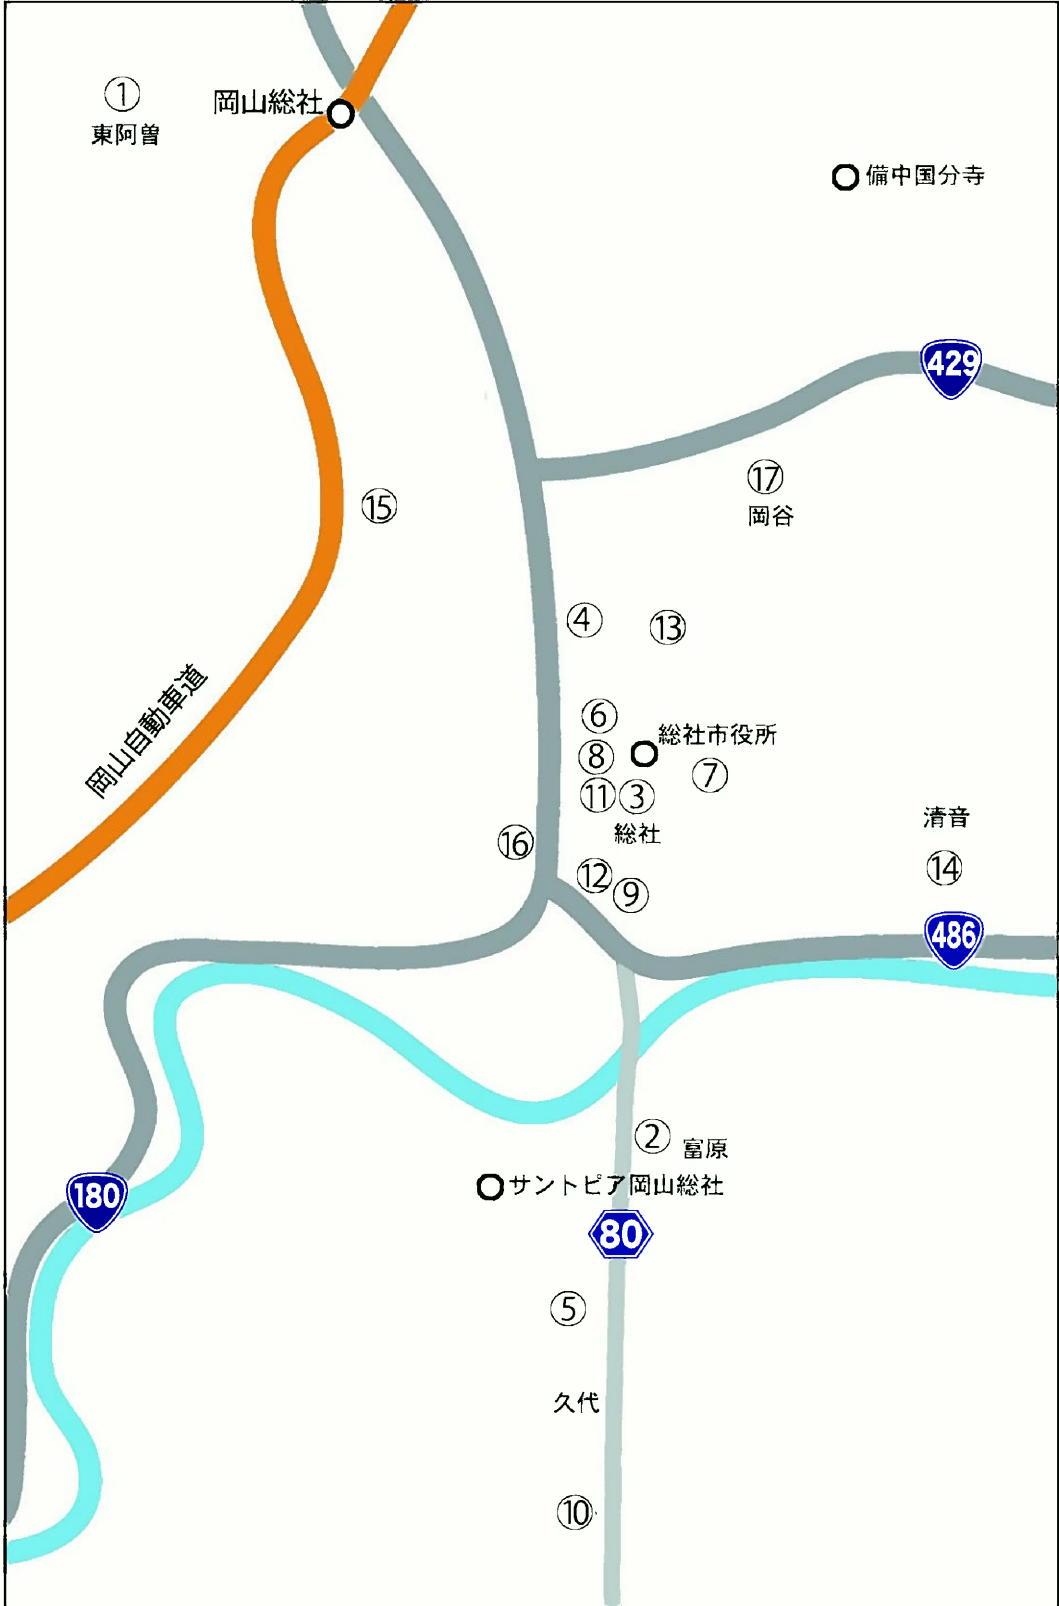 ①
東阿曽
岡山総社
備中国分寺
429
⑰
岡谷
⑮
④
⑬
岡山自動車道
⑥
総社市役所
⑧
⑦
⑪
③
総社
清音
⑯
⑫
⑭
⑨
486
②
富原
180
サントピア岡山総社
80
⑤
久代
⑩